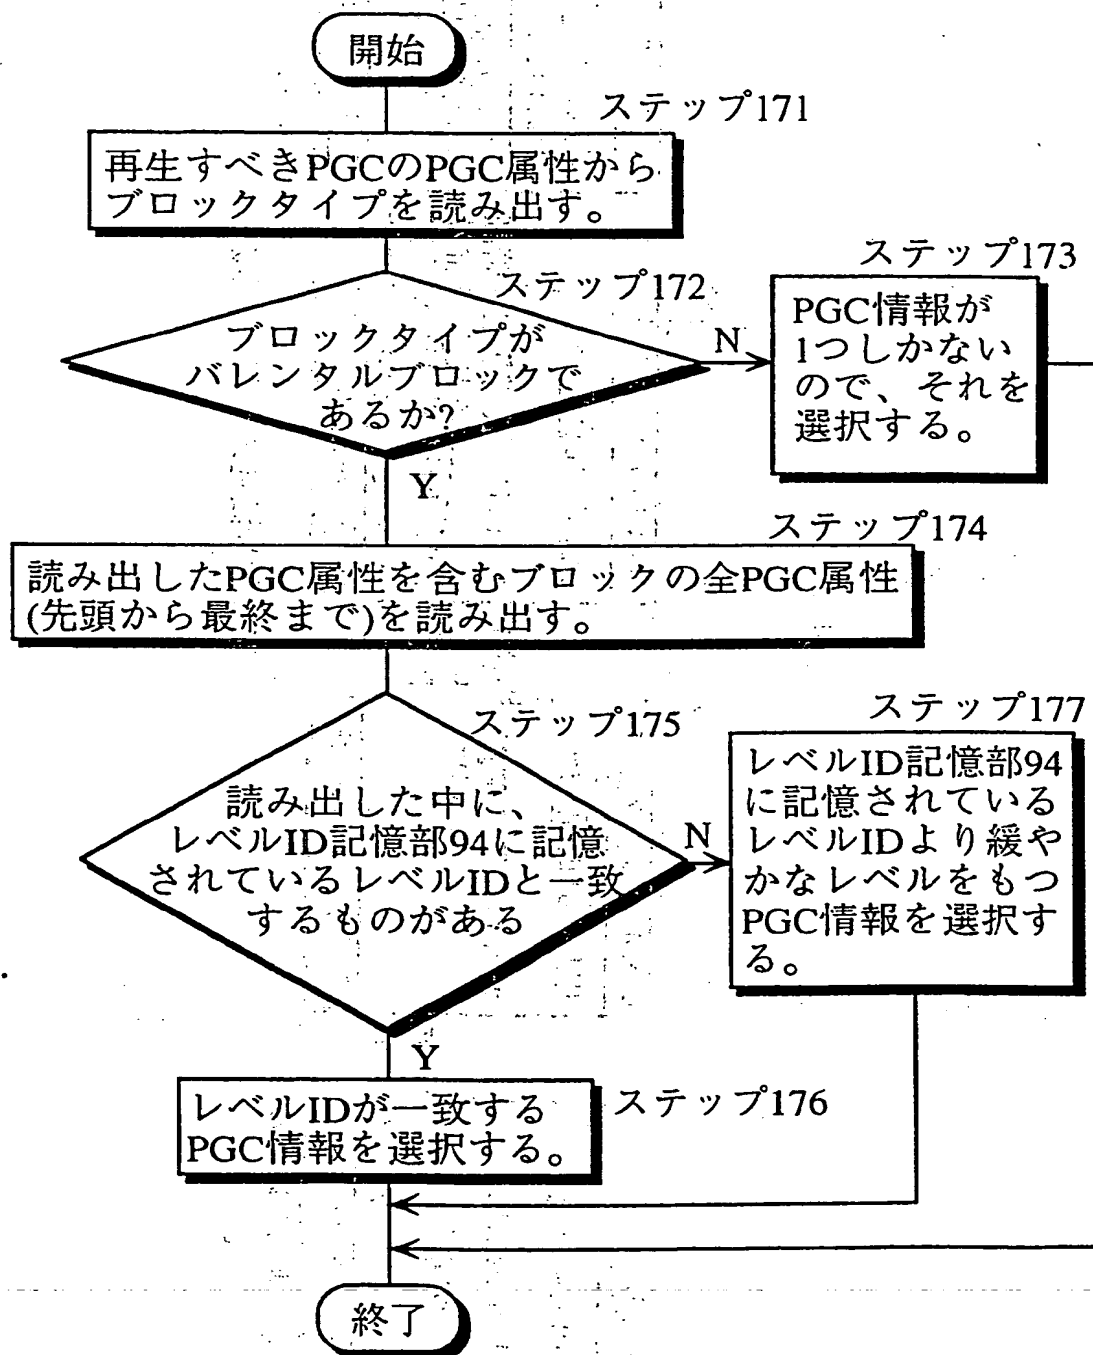 開始
ステップ171
再生すべきPGCのPGC属性から
ブロックタイプを読み出す。
ステップ172
ブロックタイプが
バレンタルブロックで
あるか?
N
Y
ステップ173
PGC情報が
1つしかない
ので、それを
選択する。
ステップ174
読み出したPGC属性を含むブロックの全PGC属性
(先頭から最終まで)を読み出す。
ステップ175
読み出した中に、
レベルID記憶部94に記憶
されているレベルIDと一致
するものがある
N
Y
ステップ177
レベルID記憶部94
に記憶されている
レベルIDより緩や
かなレベルをもつ
PGC情報を選択す
る。
レベルIDが一致する
PGC情報を選択する。
ステップ176
終了